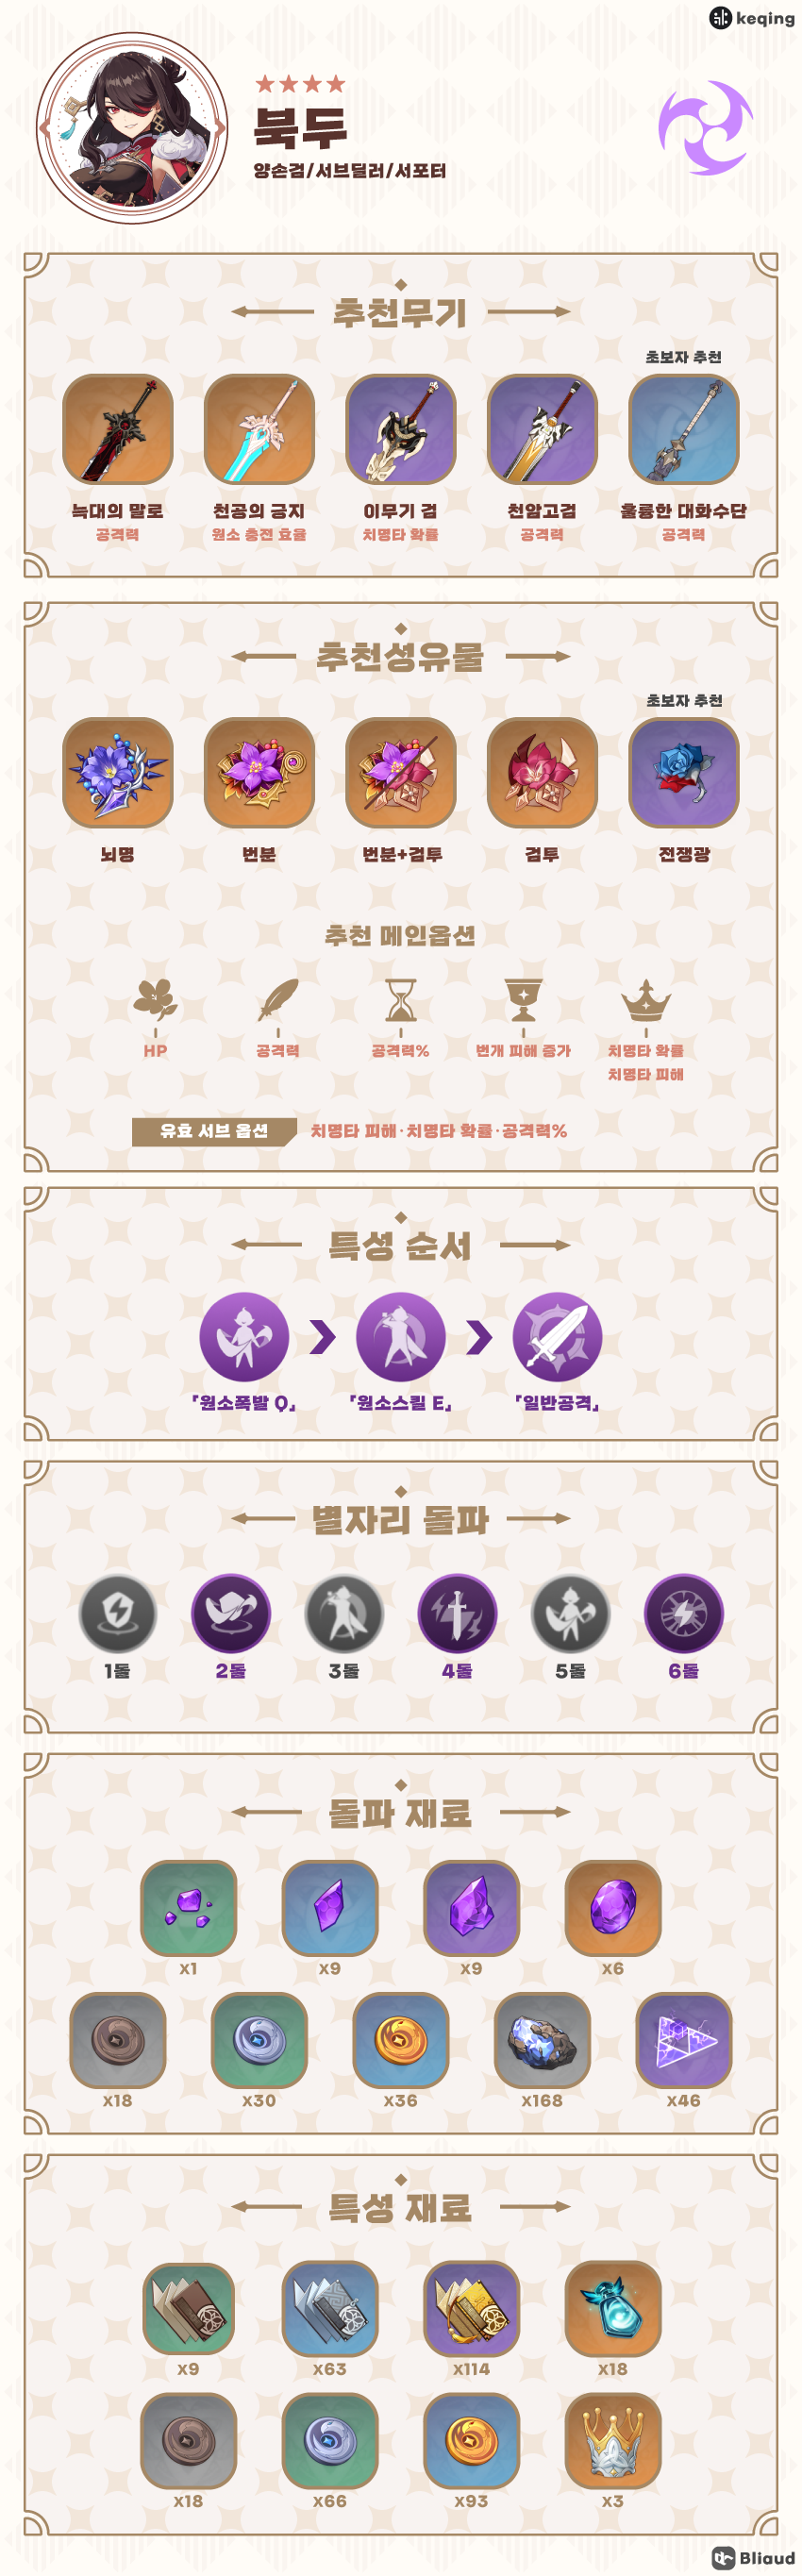 keqing
북두
양손검/서브딜러/서포터
추천무기
초보자 추천
늑대의 말로
천공의 긍지
이무기 검
천암고검
훌륭한 대화수단
공격력
원소 충전 효율
치명타 확률
공격력
공격력
추천성유물
초보자 추천
뇌명
번분
번분+검투
검투
전쟁광
추천 메인옵션
HP
공격력
공격력%
번개 피해 증가
치명타 확률
치명타 피해
유효 서브 옵션
치명타 피해·치명타 확률·공격력%
특성 순서
「원소폭발 Q」
「원소스킬 E」
「일반공격」
별자리 돌파
1돌
2돌
3돌
4돌
5돌
6돌
돌파 재료
x1
x9
x9
x6
x18
x30
x36
x168
x46
특성 재료
x9
x63
x114
x18
x18
x66
x93
x3
Bliaud